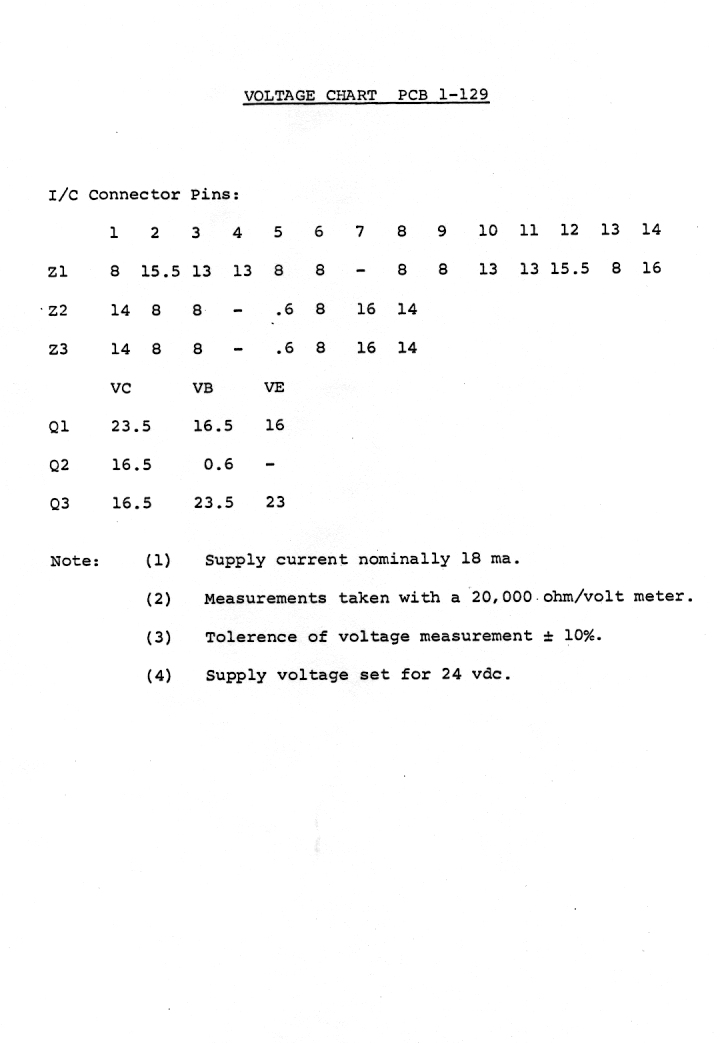 VOLTAGE CHART PCB 1-129
I/C Connector Pins:
1 2 3 4 5 6 7 8 9 10 11 12 13 14
Z1 8 15.5 13 13 8 8 - 8 8 13 13 15.5 8 16
Z2 14 8 8 - .6 8 16 14
Z3 14 8 8 - .6 8 16 14
VC VB VE
Q1 23.5 16.5 16
Q2 16.5 0.6 -
Q3 16.5 23.5 23
Note: (1) Supply current nominally 18 ma.
(2) Measurements taken with a 20,000 ohm/volt meter.
(3) Tolerence of voltage measurement ± 10%.
(4) Supply voltage set for 24 vdc.